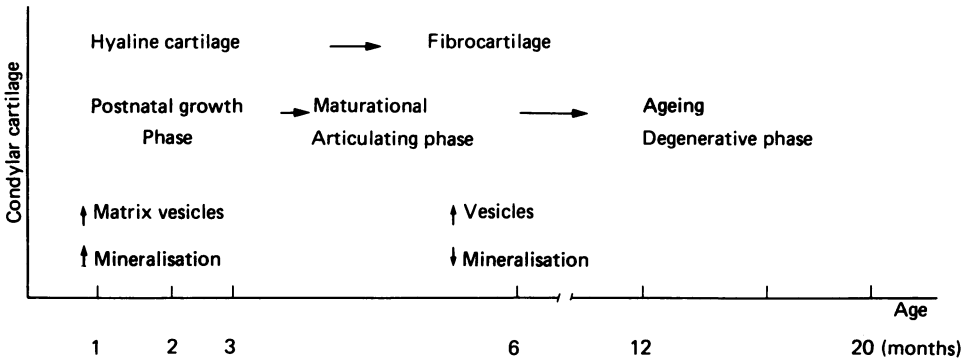 Condylar cartilage
Hyaline cartilage → Fibrocartilage
Postnatal growth → Maturational → Ageing
Phase Articulating phase Degenerative phase
↑ Matrix vesicles ↑ Vesicles
↑ Mineralisation ↓ Mineralisation
Age
1 2 3 6 12 20 (months)